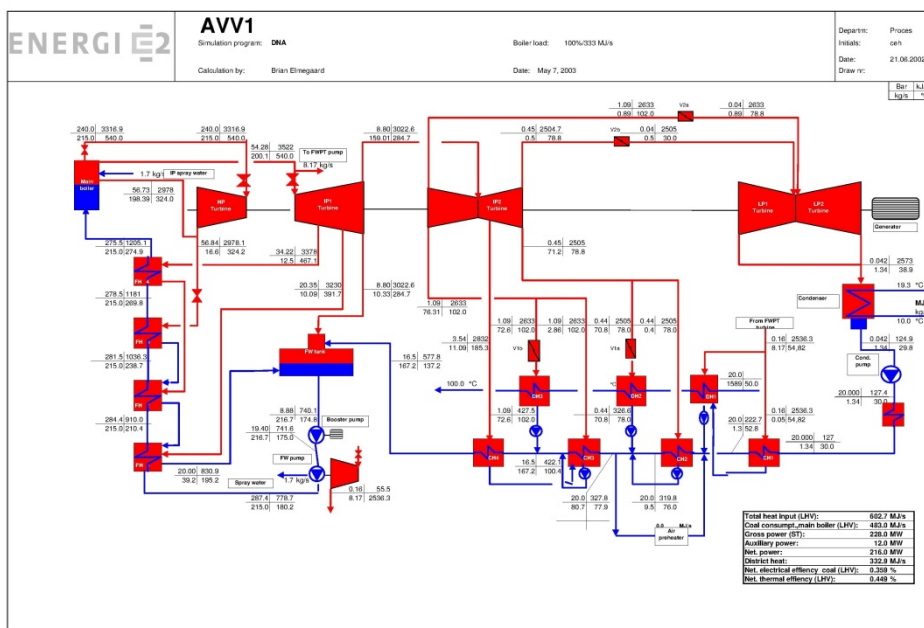 ENERGI E2
AVV1
Simulation program: DNA
Boiler load: 100%/333 MJ/s
Calculation by: Brian Elmegaard
Date: May 7, 2003
Departm: Proces
Initials: ceh
Date: 21.06.2002
Draw nr:
Bar kJ
kg/s
1.09 2633
0.89 102.0
V2a
0.04 2633
0.89 78.8
240.0 3316.9
215.0 540.0
240.0 3316.9
215.0 540.0
54.28 3522
200.1 540.0
To FWPT pump
8.17 kg/s
8.80 3022.6
159.01 284.7
0.45 2504.7
0.5 78.8
0.04 2505
0.5 30.0
Main boiler
1.7 kg/s
IP spray water
56.73 2978
198.39 324.0
HP Turbine
IP1 Turbine
IP2 Turbine
LP1 Turbine
LP2 Turbine
Generator
275.5 1205.1
215.0 274.9
56.84 2978.1
16.6 324.2
34.22 3378
12.5 467.1
0.45 2505
71.2 78.8
0.042 2573
1.34 38.9
20.35 3230
10.09 391.7
8.80 3022.6
10.33 284.7
278.5 1181
215.0 269.8
1.09 2633
76.31 102.0
1.09 2633
72.6 102.0
1.09 2633
2.86 102.0
0.44 2505
70.8 78.0
0.44 2505
0.4 78.0
From FWPT turbine
Condenser
19.3 °C
MJ
kg
10.0 °C
281.5 1036.3
215.0 238.7
FW tank
16.5 577.8
167.2 137.2
3.54 2832
11.09 185.3
0.16 2536.3
8.17 54,82
0.042 124.9
1.34 29.8
Cond. pump
100.0 °C
DH3
DH2
DH1
20.0
1589 50.0
20.000 127.4
1.34 30.0
284.4 910.0
215.0 210.4
8.88 740.1
216.7 174.8
Booster pump
19.40 741.6
216.7 175.0
1.09 427.5
72.6 102.0
0.44 326.6
70.8 78.0
20.0 222.7
1.3 52.8
0.16 2536.3
0.05 54,82
20.000 127
1.34 30.0
FW pump
1.7 kg/s
Spray water
20.00 830.9
39.2 195.2
CH4
CH3
CH2
CH1
16.5 422.1
167.2 100.4
287.4 778.7
215.0 180.2
0.16 55.5
8.17 2536.3
20.0 327.8
80.7 77.9
20.0 319.8
9.5 76.0
0.0 MJ/s
Air preheater
Total heat input (LHV): 602.7 MJ/s
Coal consumpt.,main boiler (LHV): 483.0 MJ/s
Gross power (ST): 228.0 MW
Auxiliary power: 12.0 MW
Net. power: 216.0 MW
District heat: 332.9 MJ/s
Net. electrical effiency coal (LHV): 0.359 %
Net. thermal effiency (LHV): 0.449 %